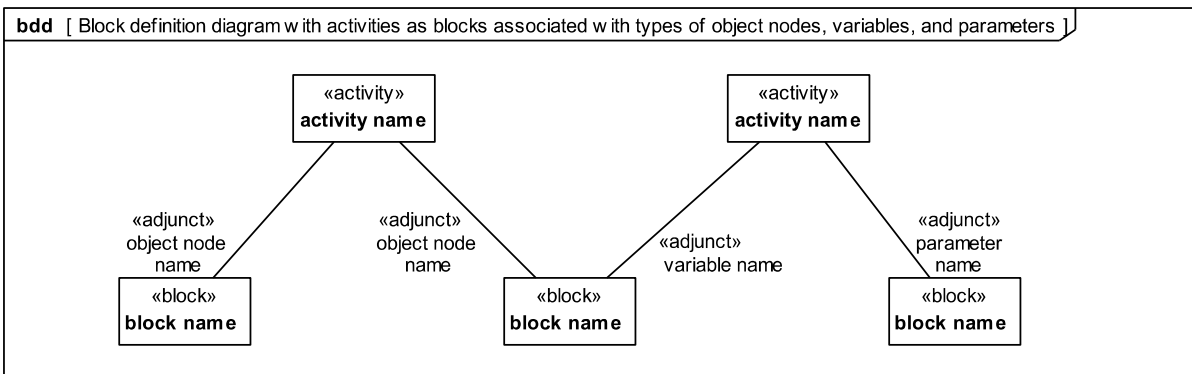 bdd [ Block definition diagram with activities as blocks associated with types of object nodes, variables, and parameters ]
«activity»
activity name
«activity»
activity name
«adjunct»
object node
name
«adjunct»
object node
name
«adjunct»
variable name
«adjunct»
parameter
name
«block»
block name
«block»
block name
«block»
block name